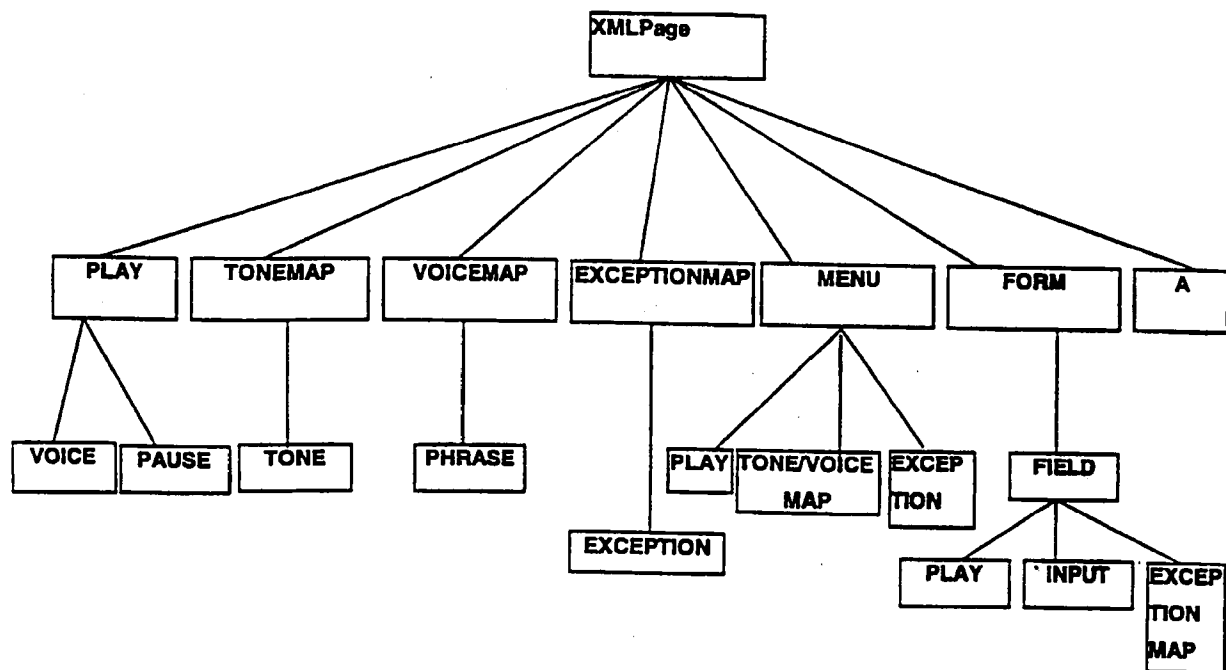 XMLPage
PLAY
TONEMAP
VOICEMAP
EXCEPTIONMAP
MENU
FORM
A
VOICE
PAUSE
TONE
PHRASE
EXCEPTION
PLAY
TONE/VOICE
MAP
EXCEP
TION
FIELD
PLAY
INPUT
EXCEP
TION
MAP